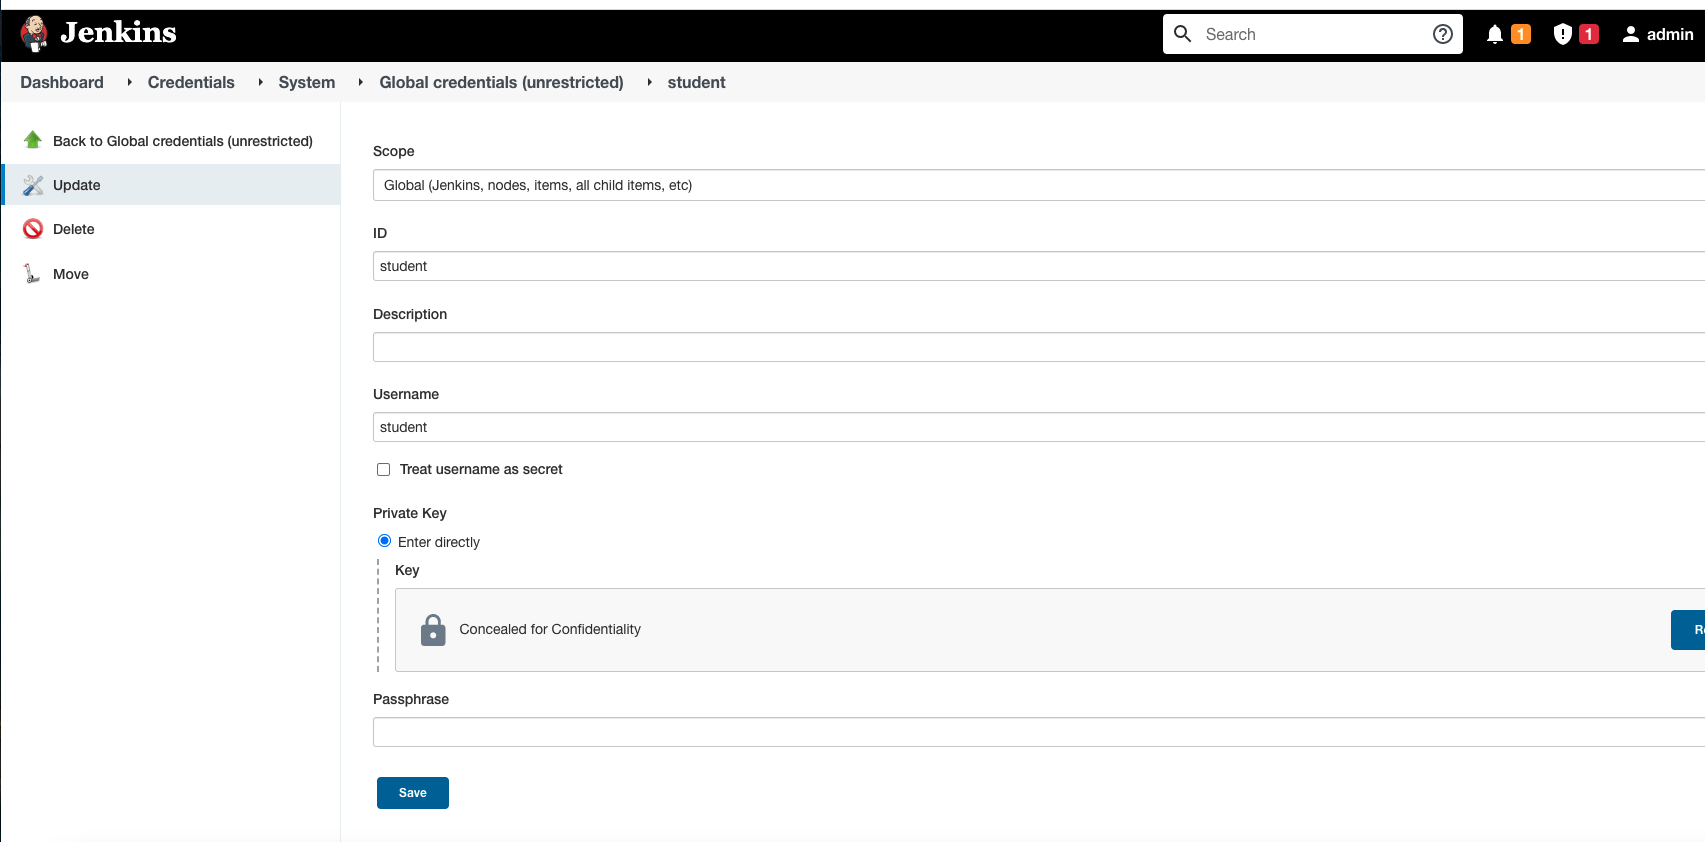 Jenkins
Search
1
1
admin
Dashboard
Credentials
System
Global credentials (unrestricted)
student
Back to Global credentials (unrestricted)
Update
Delete
Move
Scope
Global (Jenkins, nodes, items, all child items, etc)
ID
student
Description
Username
student
Treat username as secret
Private Key
Enter directly
Key
Concealed for Confidentiality
Passphrase
Save